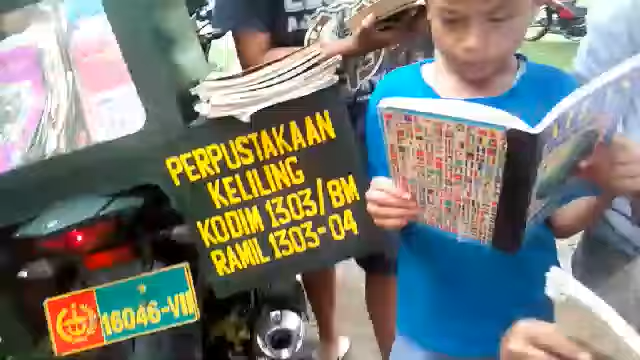 PERPUSTAKAAN
KELILING
KODIM 1303/BM
RAMIL 1303-04
16046-VII